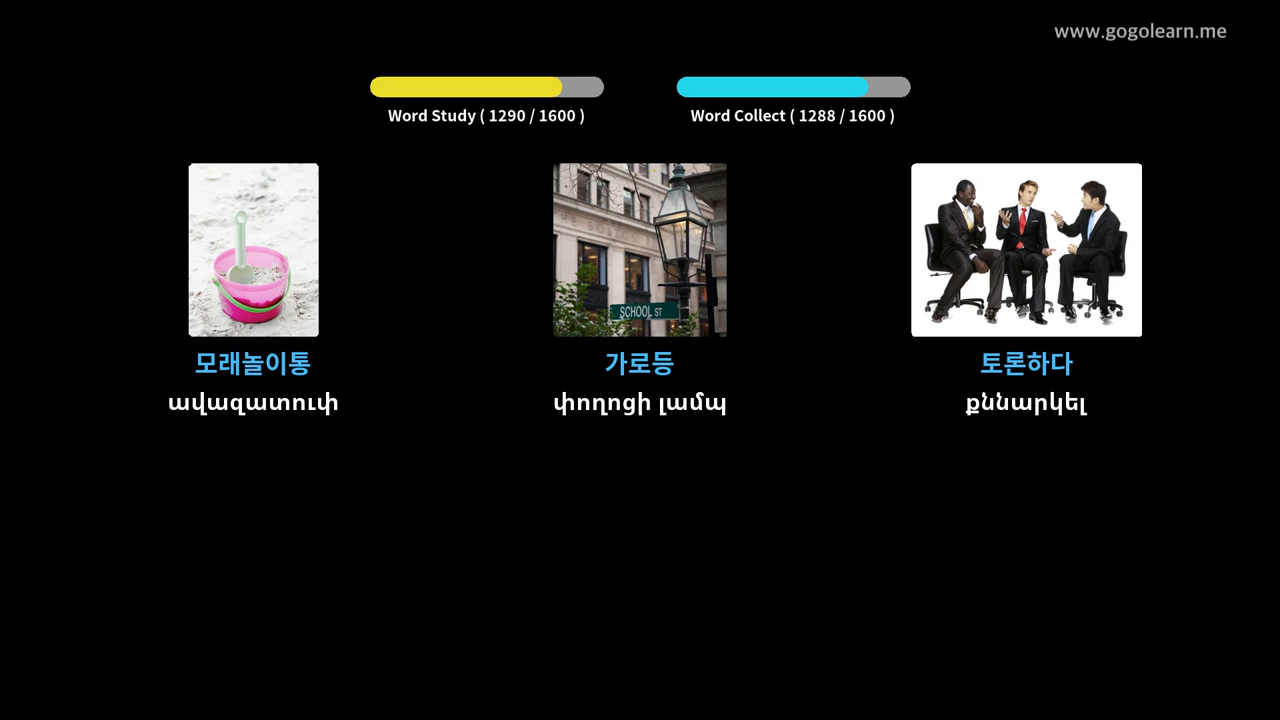 www.gogolearn.me
Word Study ( 1290 / 1600 )
Word Collect ( 1288 / 1600 )
SCHOOL ST
모래놀이통
가로등
토론하다
ավազատուփ
փողոցի լամպ
քննարկել